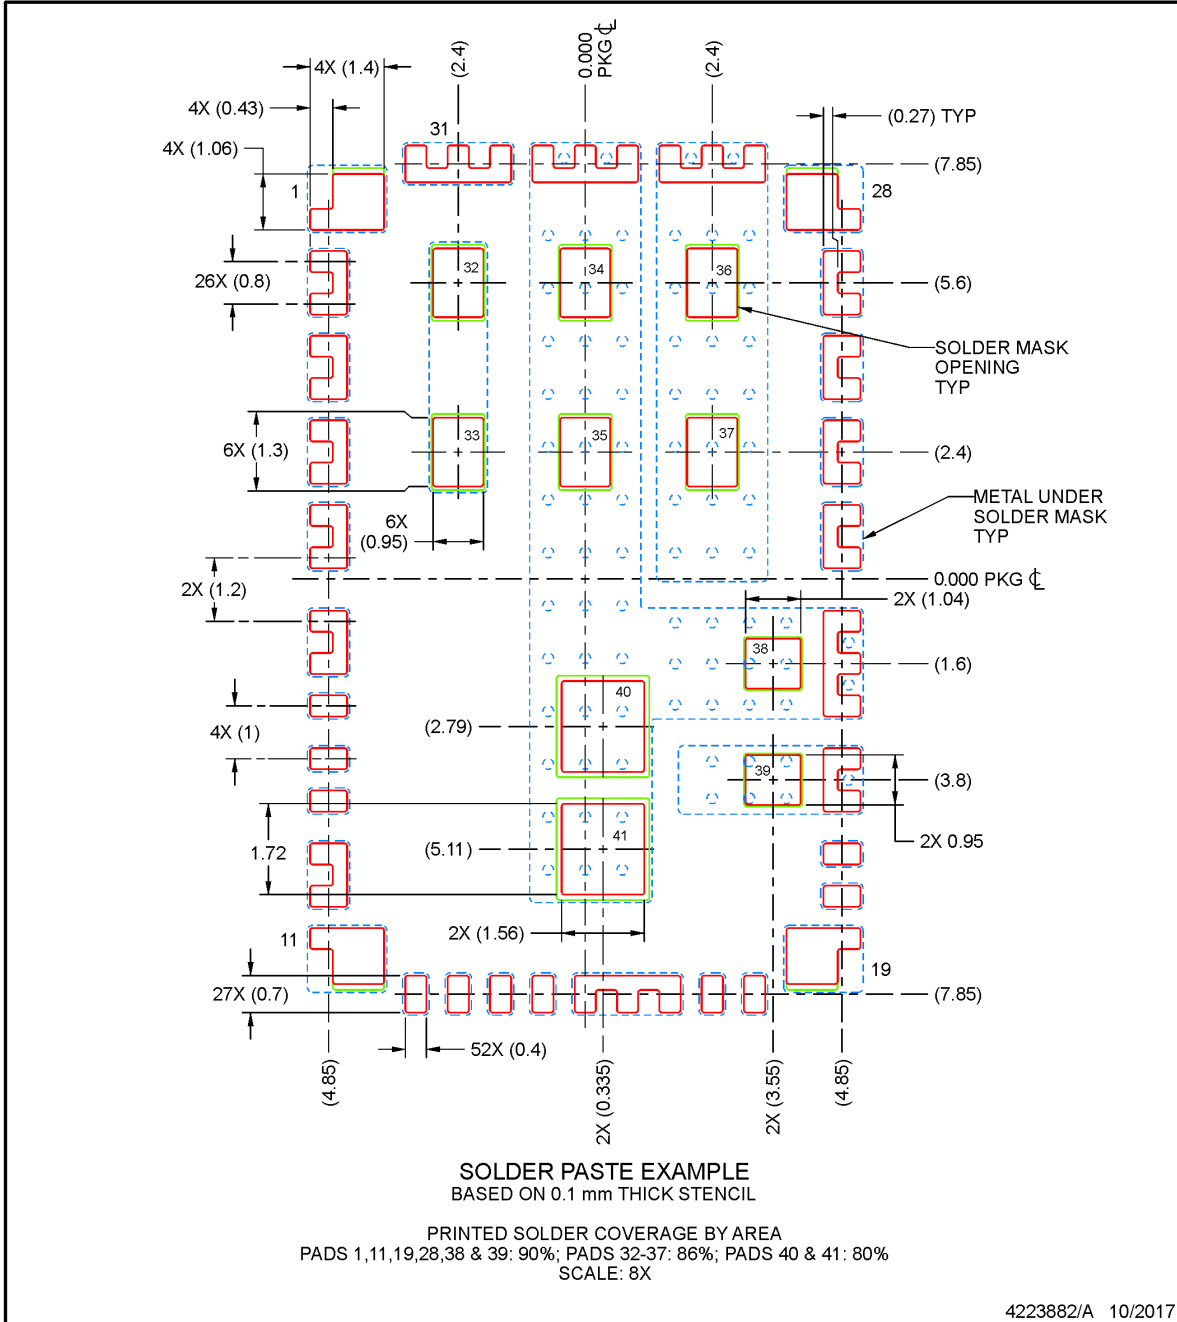 4X (1.4)
(2.4)
0.000
PKG ℄
(2.4)
4X (0.43)
(0.27) TYP
31
4X (1.06)
(7.85)
1
28
32
34
36
26X (0.8)
(5.6)
SOLDER MASK
OPENING
TYP
33
35
37
6X (1.3)
(2.4)
METAL UNDER
SOLDER MASK
TYP
6X
(0.95)
0.000 PKG ℄
2X (1.2)
2X (1.04)
38
(1.6)
40
4X (1)
(2.79)
39
(3.8)
41
1.72
(5.11)
2X 0.95
2X (1.56)
11
19
27X (0.7)
(7.85)
52X (0.4)
(4.85)
2X (0.335)
2X (3.55)
(4.85)
SOLDER PASTE EXAMPLE
BASED ON 0.1 mm THICK STENCIL
PRINTED SOLDER COVERAGE BY AREA
PADS 1,11,19,28,38 & 39: 90%; PADS 32-37: 86%; PADS 40 & 41: 80%
SCALE: 8X
4223882/A 10/2017